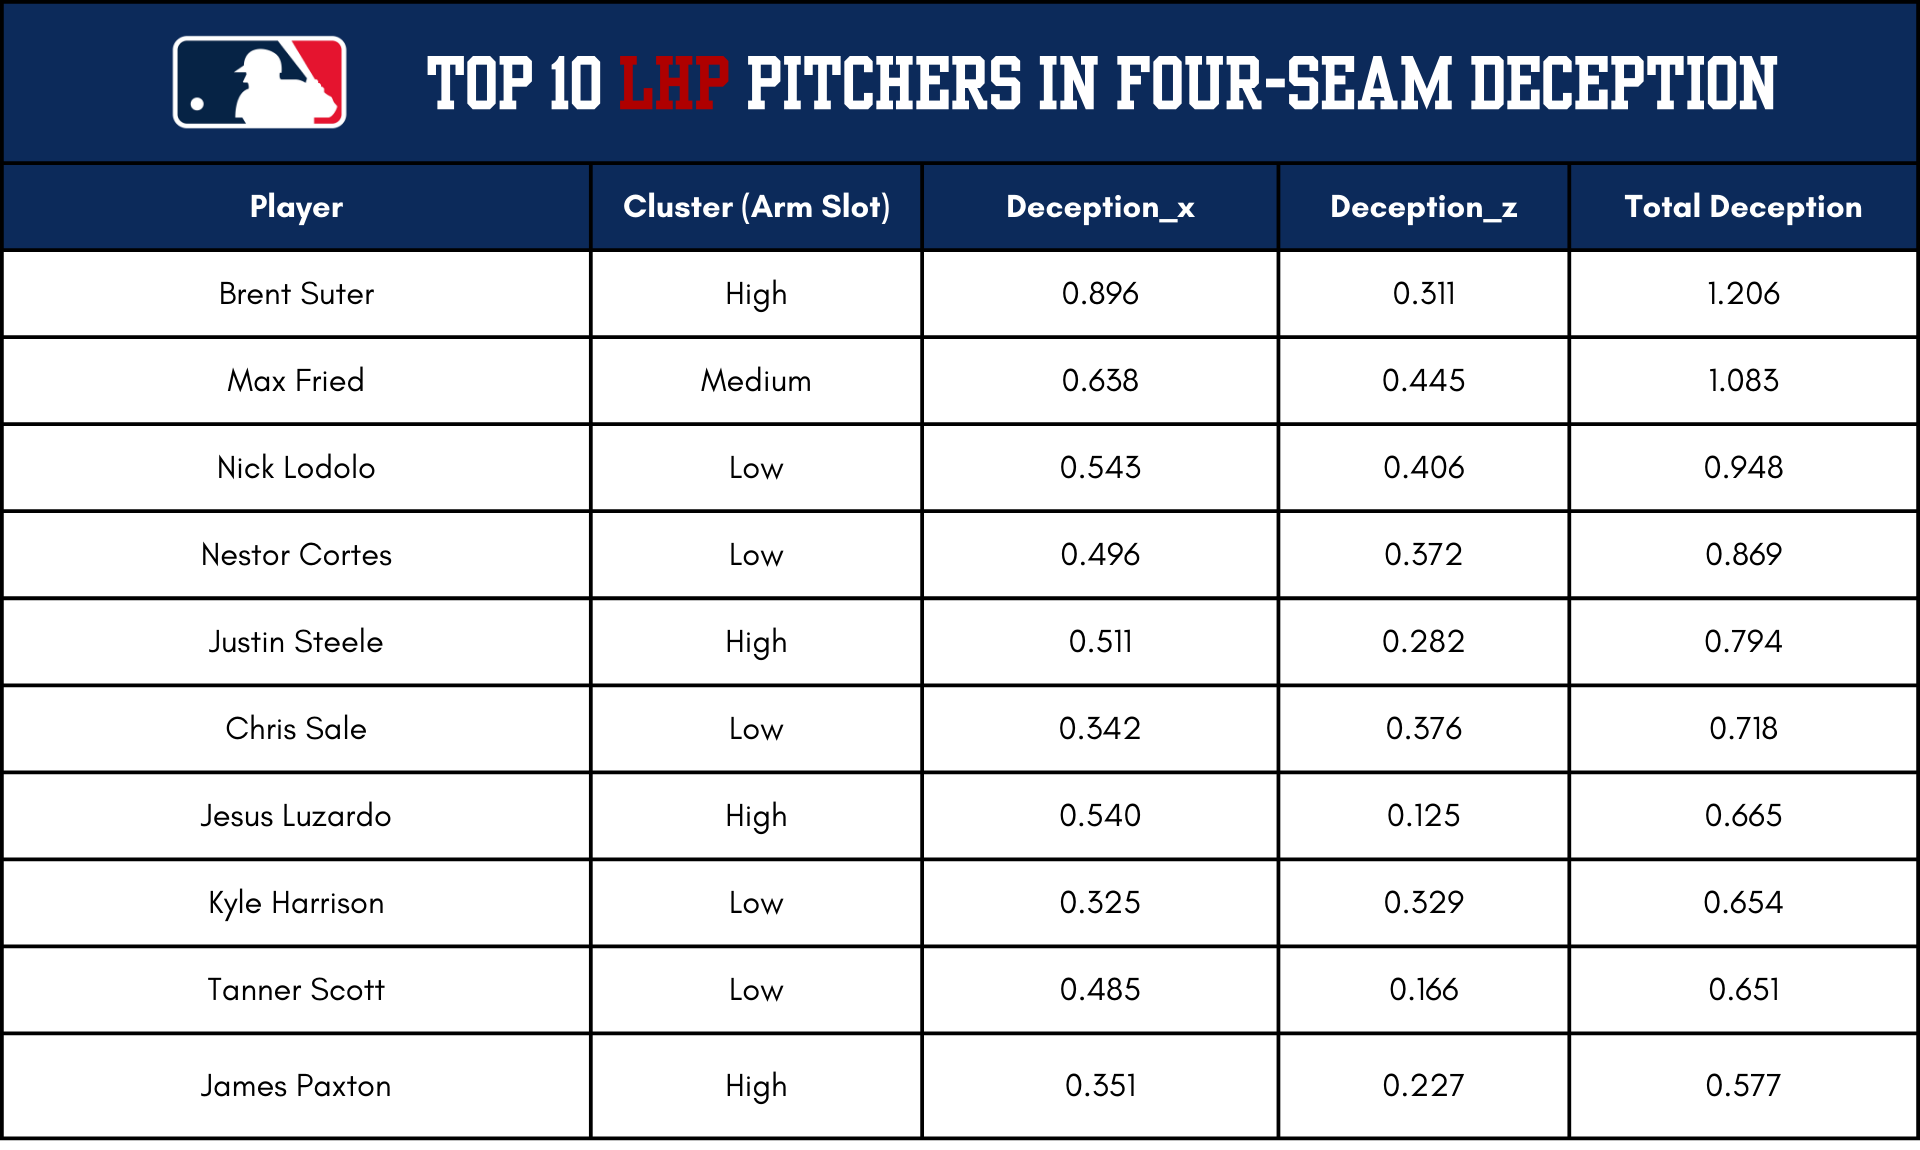 TOP 10 LHP PITCHERS IN FOUR-SEAM DECEPTION
Player Cluster (Arm Slot) Deception_x Deception_z Total Deception
Brent Suter High 0.896 0.311 1.206
Max Fried Medium 0.638 0.445 1.083
Nick Lodolo Low 0.543 0.406 0.948
Nestor Cortes Low 0.496 0.372 0.869
Justin Steele High 0.511 0.282 0.794
Chris Sale Low 0.342 0.376 0.718
Jesus Luzardo High 0.540 0.125 0.665
Kyle Harrison Low 0.325 0.329 0.654
Tanner Scott Low 0.485 0.166 0.651
James Paxton High 0.351 0.227 0.577